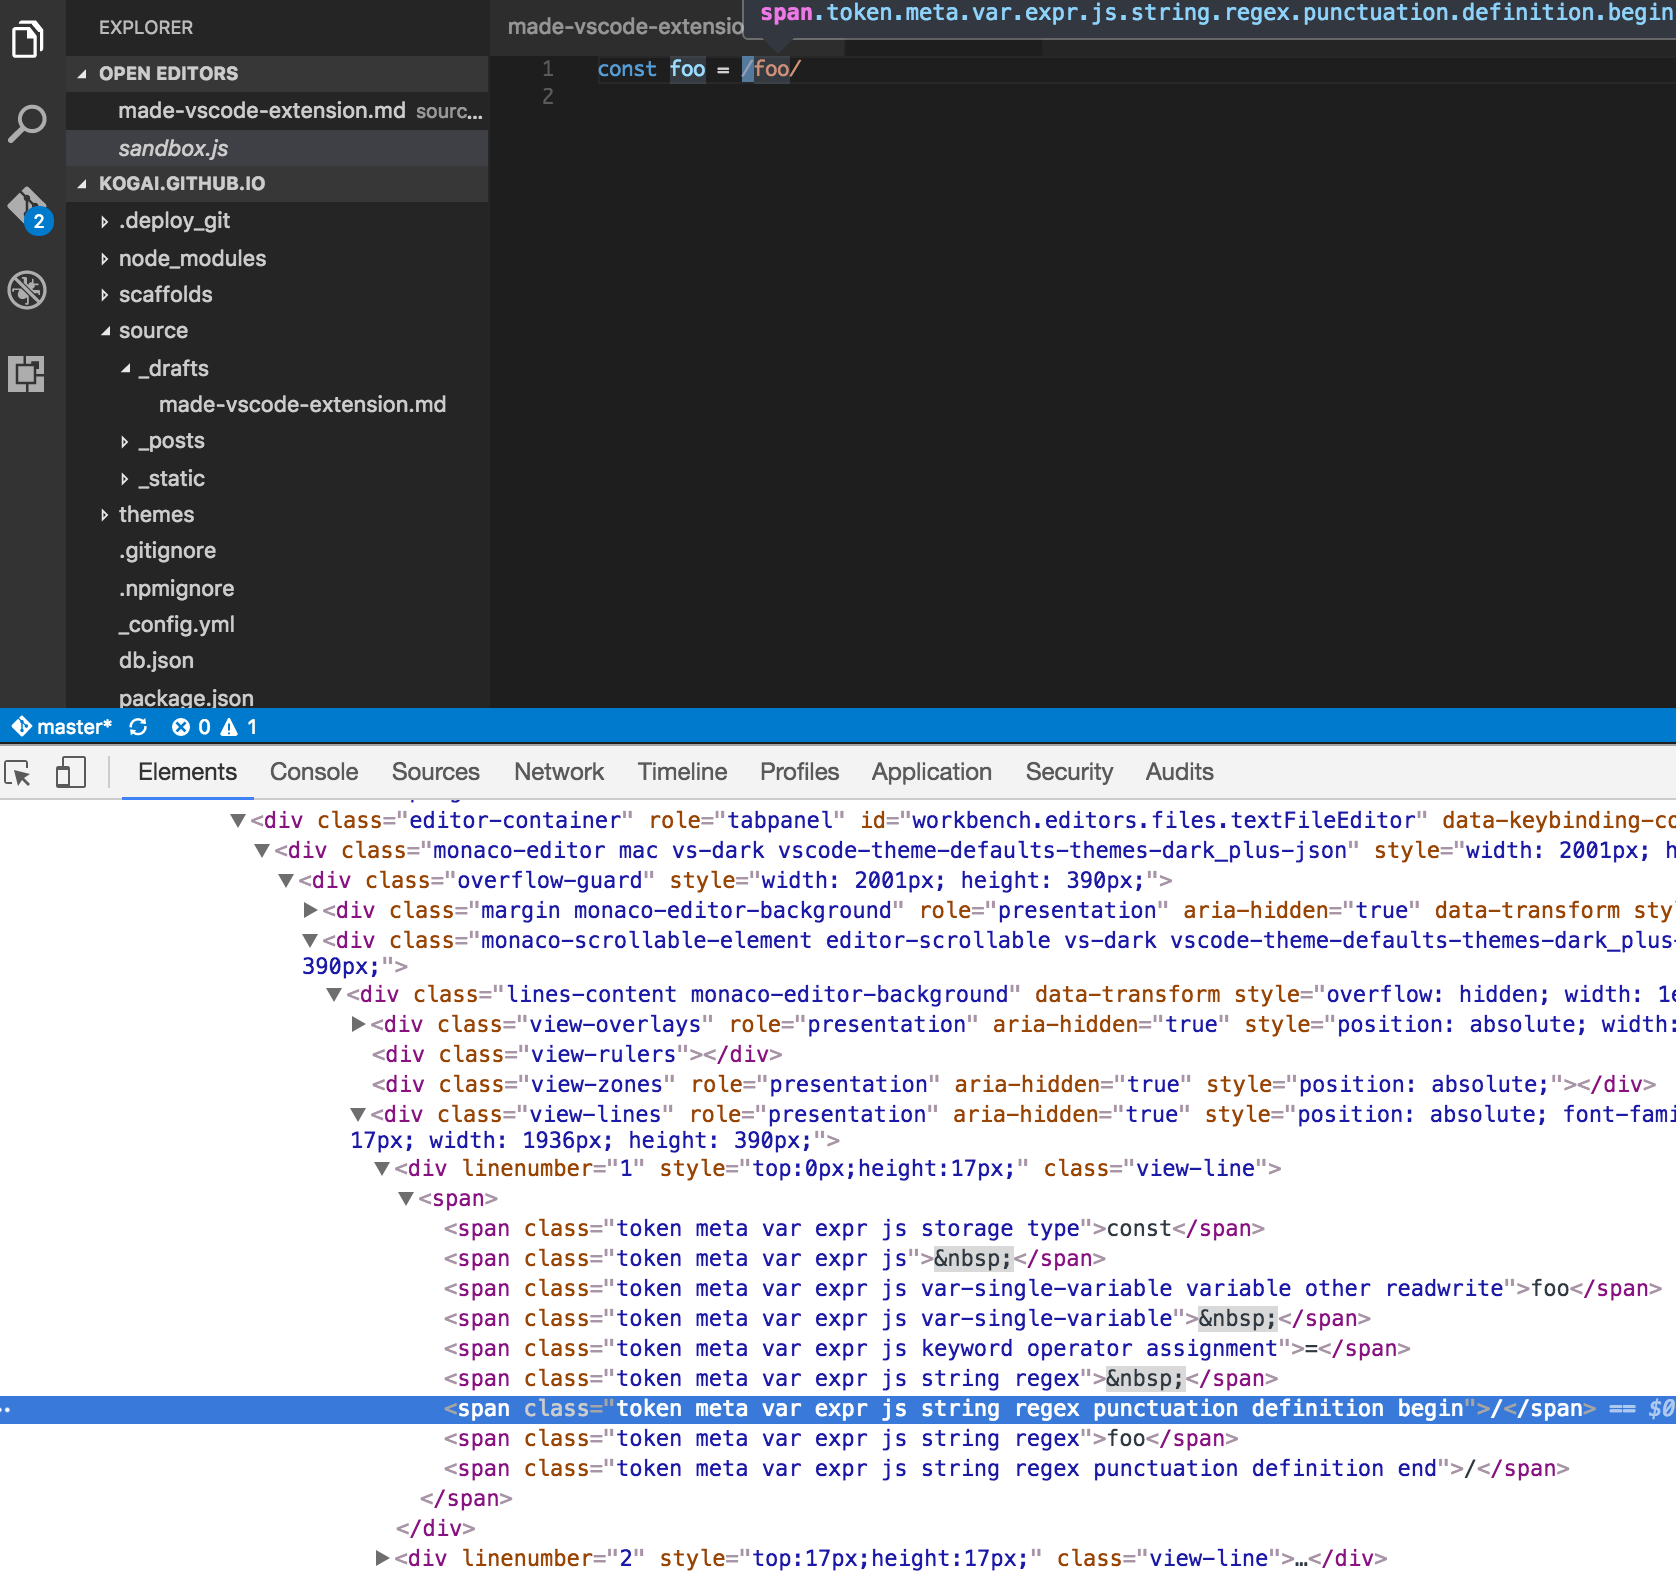 EXPLORER
OPEN EDITORS
made-vscode-extension.md sourc...
sandbox.js
KOGAI.GITHUB.IO
.deploy_git
node_modules
scaffolds
source
_drafts
made-vscode-extension.md
_posts
_static
themes
.gitignore
.npmignore
_config.yml
db.json
package.json
2
made-vscode-extensio
span.token.meta.var.expr.js.string.regex.punctuation.definition.begin
1 const foo = /foo/
2
master* 0 1
Elements Console Sources Network Timeline Profiles Application Security Audits
<div class="editor-container" role="tabpanel" id="workbench.editors.files.textFileEditor" data-keybinding-co
<div class="monaco-editor mac vs-dark vscode-theme-defaults-themes-dark_plus-json" style="width: 2001px; h
<div class="overflow-guard" style="width: 2001px; height: 390px;">
<div class="margin monaco-editor-background" role="presentation" aria-hidden="true" data-transform sty
<div class="monaco-scrollable-element editor-scrollable vs-dark vscode-theme-defaults-themes-dark_plus-
390px;">
<div class="lines-content monaco-editor-background" data-transform style="overflow: hidden; width: 1e
<div class="view-overlays" role="presentation" aria-hidden="true" style="position: absolute; width:
<div class="view-rulers"></div>
<div class="view-zones" role="presentation" aria-hidden="true" style="position: absolute;"></div>
<div class="view-lines" role="presentation" aria-hidden="true" style="position: absolute; font-fami
17px; width: 1936px; height: 390px;">
<div linenumber="1" style="top:0px;height:17px;" class="view-line">
<span>
<span class="token meta var expr js storage type">const</span>
<span class="token meta var expr js">&nbsp;</span>
<span class="token meta var expr js var-single-variable variable other readwrite">foo</span>
<span class="token meta var expr js var-single-variable">&nbsp;</span>
<span class="token meta var expr js keyword operator assignment">=</span>
<span class="token meta var expr js string regex">&nbsp;</span>
<span class="token meta var expr js string regex punctuation definition begin">/</span> == $0
<span class="token meta var expr js string regex">foo</span>
<span class="token meta var expr js string regex punctuation definition end">/</span>
</span>
</div>
<div linenumber="2" style="top:17px;height:17px;" class="view-line">…</div>